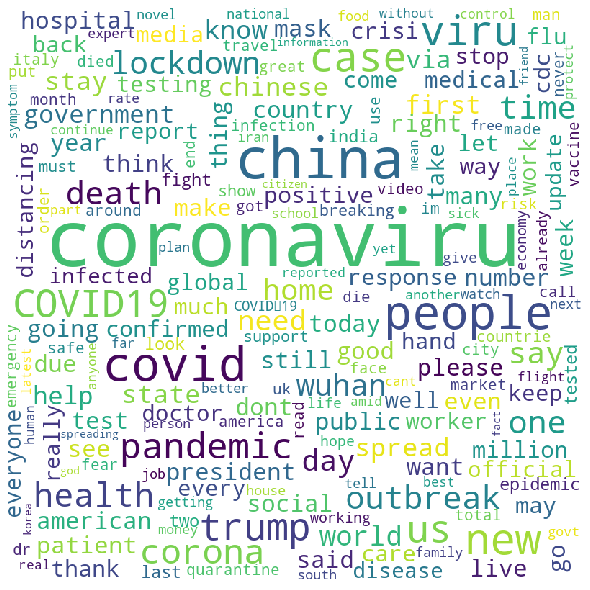 hospital
novel
national
food
without
control
man
expert
media
know
mask
crisi
viru
via
flu
back
travel
information
italy
died
great
case
stop
cdc
never
friend
protect
put
lockdown
stay
testing
chinese
come
medical
symptom
month
rate
country
use
first
time
government
thing
infection
india
right
let
free
made
continue
iran
year
report
end
mean
take
way
place
work
update
vaccine
must
think
fight
china
show
citizen
positive
video
many
risk
order
distancing
death
make
got
school
breaking
im
sick
week
part
around
economy
already
coronaviru
plan
yet
give
infected
global
reported
response
number
call
COVID19
much
home
COVID19
die
another
watch
people
next
going
confirmed
need
today
support
hand
countrie
safe
due
far
look
covid
still
good
face
city
please
say
tested
emergency
latest
anyone
help
state
better
uk
wuhan
market
flight
well
even
keep
cant
everyone
human
really
see
test
doctor
dont
read
life
amid
public
worker
one
fact
spreading
person
america
pandemic
day
hope
spread
million
official
fear
god
job
president
tell
want
epidemic
health
every
house
social
best
outbreak
may
american
two
getting
trump
working
world
us
total
new
govt
korea
dr
patient
money
corona
said
care
family
go
real
thank
last
quarantine
south
disease
live